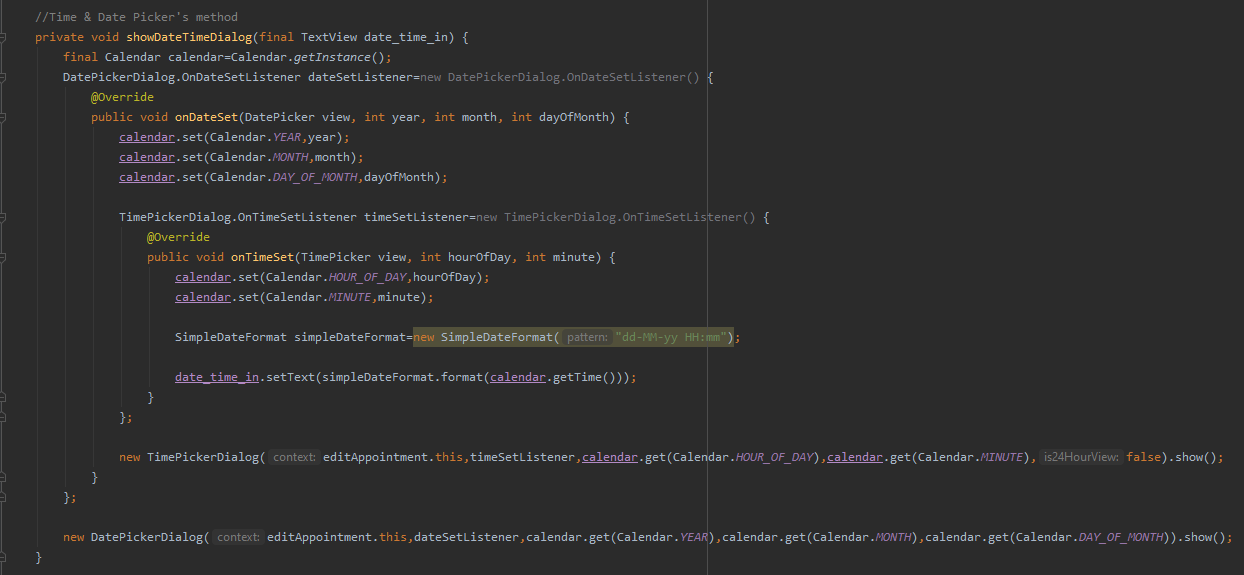 //Time & Date Picker's method
private void showDateTimeDialog(final TextView date_time_in) {
final Calendar calendar=Calendar.getInstance();
DatePickerDialog.OnDateSetListener dateSetListener=new DatePickerDialog.OnDateSetListener() {
@Override
public void onDateSet(DatePicker view, int year, int month, int dayOfMonth) {
calendar.set(Calendar.YEAR,year);
calendar.set(Calendar.MONTH,month);
calendar.set(Calendar.DAY_OF_MONTH,dayOfMonth);
TimePickerDialog.OnTimeSetListener timeSetListener=new TimePickerDialog.OnTimeSetListener() {
@Override
public void onTimeSet(TimePicker view, int hourOfDay, int minute) {
calendar.set(Calendar.HOUR_OF_DAY,hourOfDay);
calendar.set(Calendar.MINUTE,minute);
SimpleDateFormat simpleDateFormat=new SimpleDateFormat( pattern: "dd-MM-yy HH:mm");
date_time_in.setText(simpleDateFormat.format(calendar.getTime()));
}
};
new TimePickerDialog( context: editAppointment.this,timeSetListener,calendar.get(Calendar.HOUR_OF_DAY),calendar.get(Calendar.MINUTE), is24HourView: false).show();
}
};
new DatePickerDialog( context: editAppointment.this,dateSetListener,calendar.get(Calendar.YEAR),calendar.get(Calendar.MONTH),calendar.get(Calendar.DAY_OF_MONTH)).show();
}